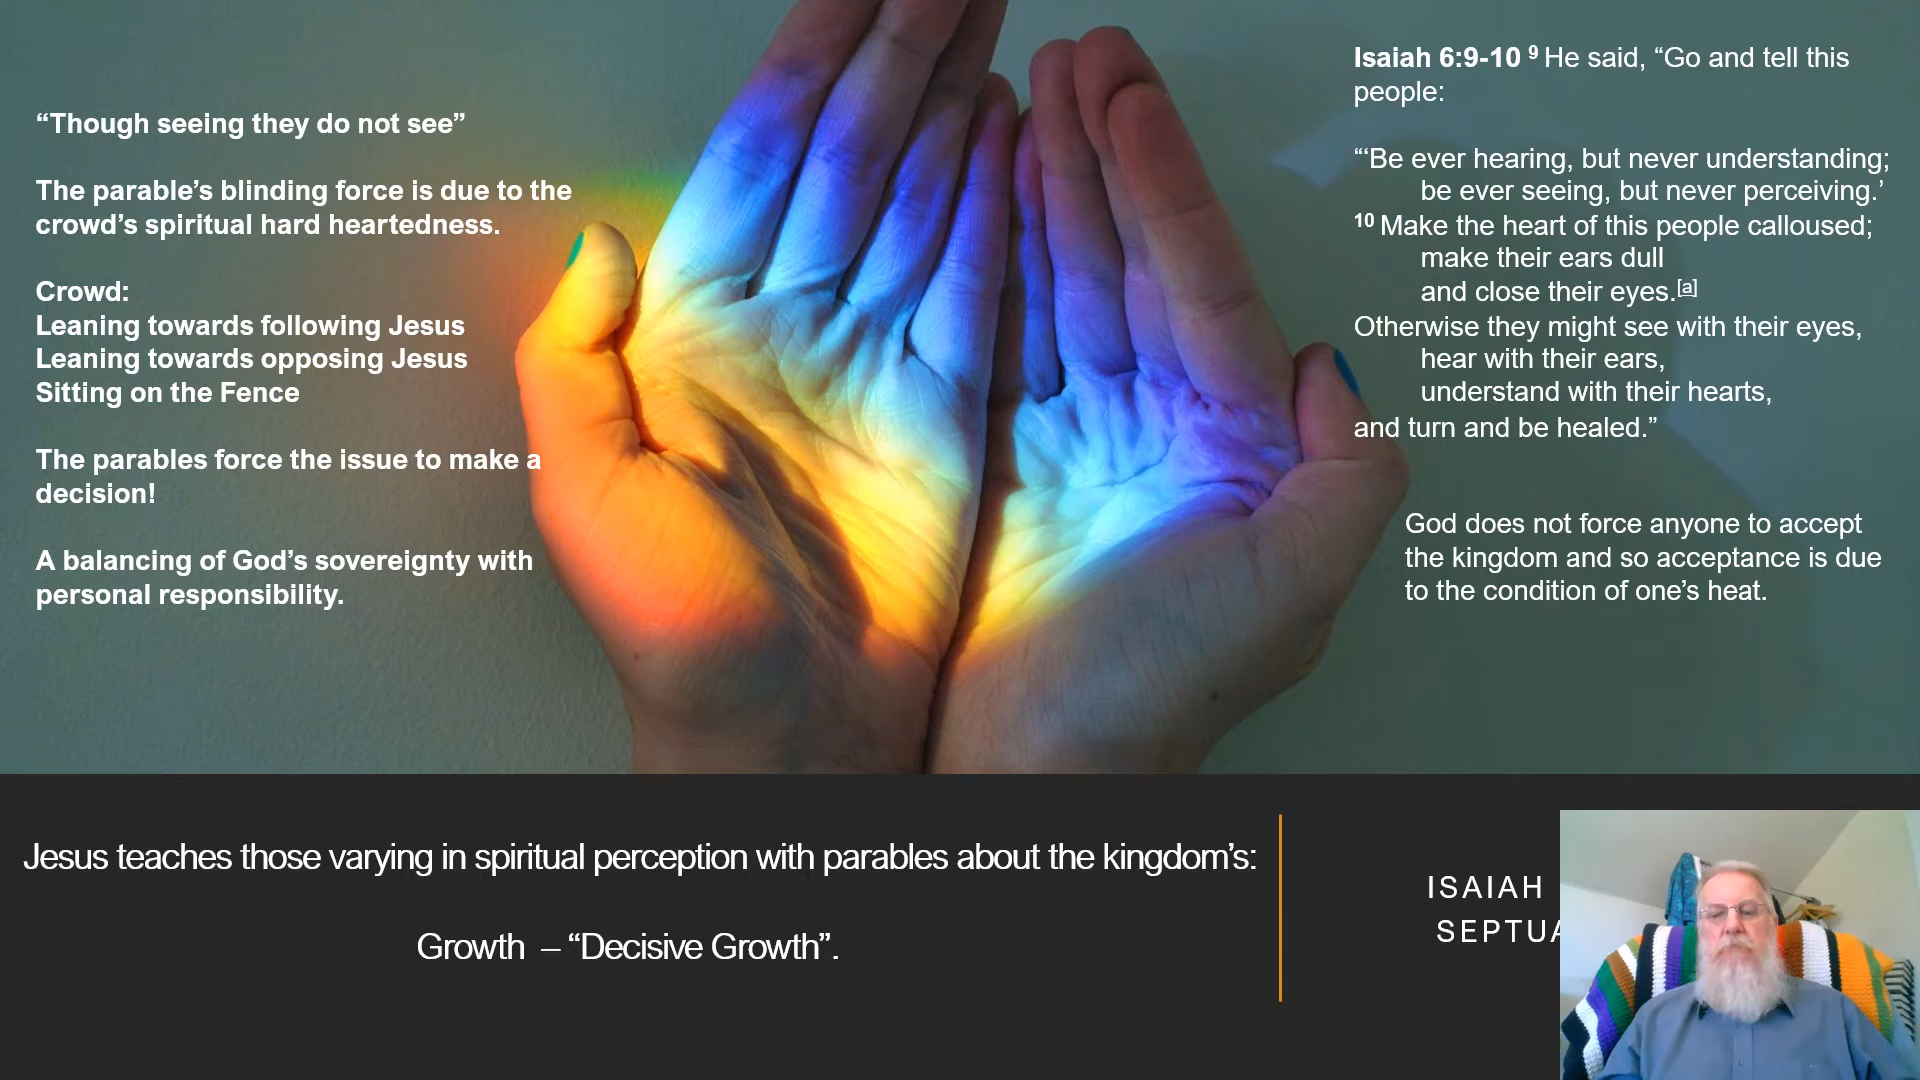 “Though seeing they do not see”
The parable’s blinding force is due to the
crowd’s spiritual hard heartedness.
Crowd:
Leaning towards following Jesus
Leaning towards opposing Jesus
Sitting on the Fence
The parables force the issue to make a
decision!
A balancing of God’s sovereignty with
personal responsibility.
Isaiah 6:9-10 9 He said, “Go and tell this
people:
“‘Be ever hearing, but never understanding;
be ever seeing, but never perceiving.’
10 Make the heart of this people calloused;
make their ears dull
and close their eyes.[a]
Otherwise they might see with their eyes,
hear with their ears,
understand with their hearts,
and turn and be healed.”
God does not force anyone to accept
the kingdom and so acceptance is due
to the condition of one’s heat.
Jesus teaches those varying in spiritual perception with parables about the kingdom’s:
Growth – “Decisive Growth”.
ISAIAH